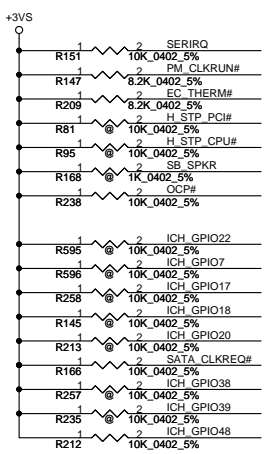 +3VS
1 2 SERIRQ
R151 10K_0402_5%
1 2 PM_CLKRUN#
R147 8.2K_0402_5%
1 2 EC_THERM#
R209 8.2K_0402_5%
1 2 H_STP_PCI#
R81 @ 10K_0402_5%
1 2 H_STP_CPU#
R95 @ 10K_0402_5%
1 2 SB_SPKR
R168 @ 1K_0402_5%
1 2 OCP#
R238 10K_0402_5%
1 2 ICH_GPIO22
R595 @ 10K_0402_5%
1 2 ICH_GPIO7
R596 @ 10K_0402_5%
1 2 ICH_GPIO17
R258 @ 10K_0402_5%
1 2 ICH_GPIO18
R145 @ 10K_0402_5%
1 2 ICH_GPIO20
R213 @ 10K_0402_5%
1 2 SATA_CLKREQ#
R166 10K_0402_5%
1 2 ICH_GPIO38
R257 @ 10K_0402_5%
1 2 ICH_GPIO39
R235 @ 10K_0402_5%
1 2 ICH_GPIO48
R212 10K_0402_5%